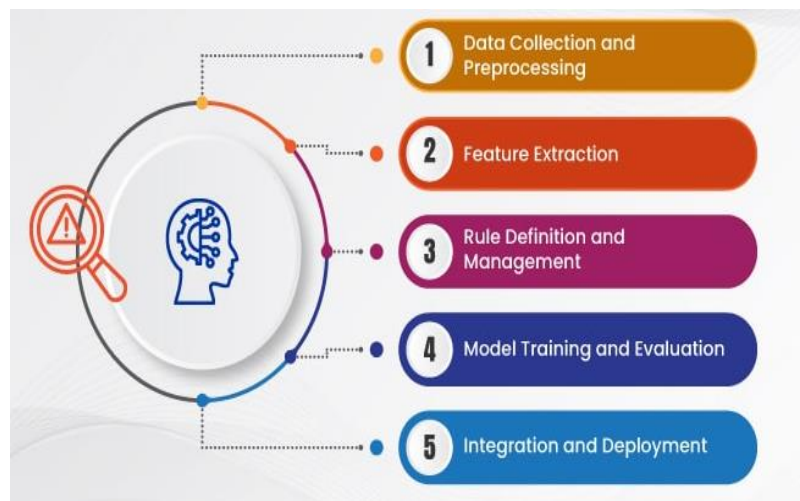 1
Data Collection and
Preprocessing
2
Feature Extraction
3
Rule Definition and
Management
4
Model Training and Evaluation
5
Integration and Deployment